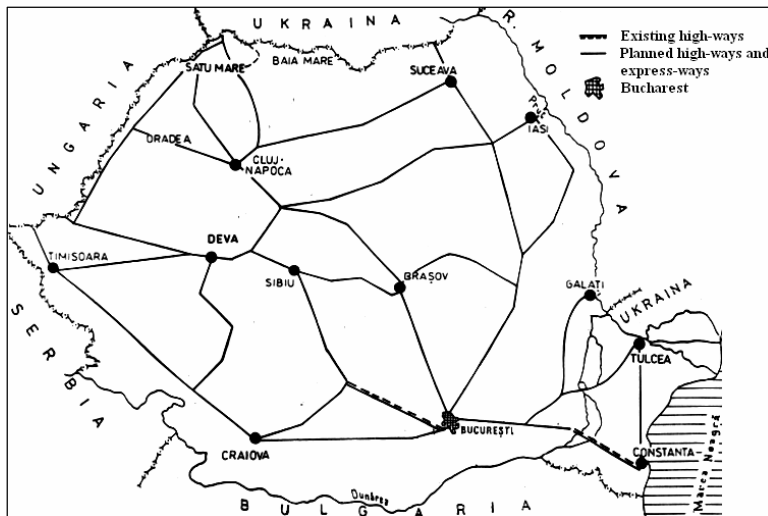 UKRAINA
BAIA MARE
SATU MARE
SUCEAVA
R. MOLDOVA
Existing high-ways
Planned high-ways and
express-ways
Bucharest
UNGARIA
ORADEA
CLUJ-
NAPOCA
Prut
IASI
TIMISOARA
DEVA
SIBIU
BRAȘOV
GALATI
UKRAINA
TULCEA
SERBIA
CRAIOVA
BUCUREȘTI
CONSTANTA
Marea Neagră
Dunărea
BULGARIA